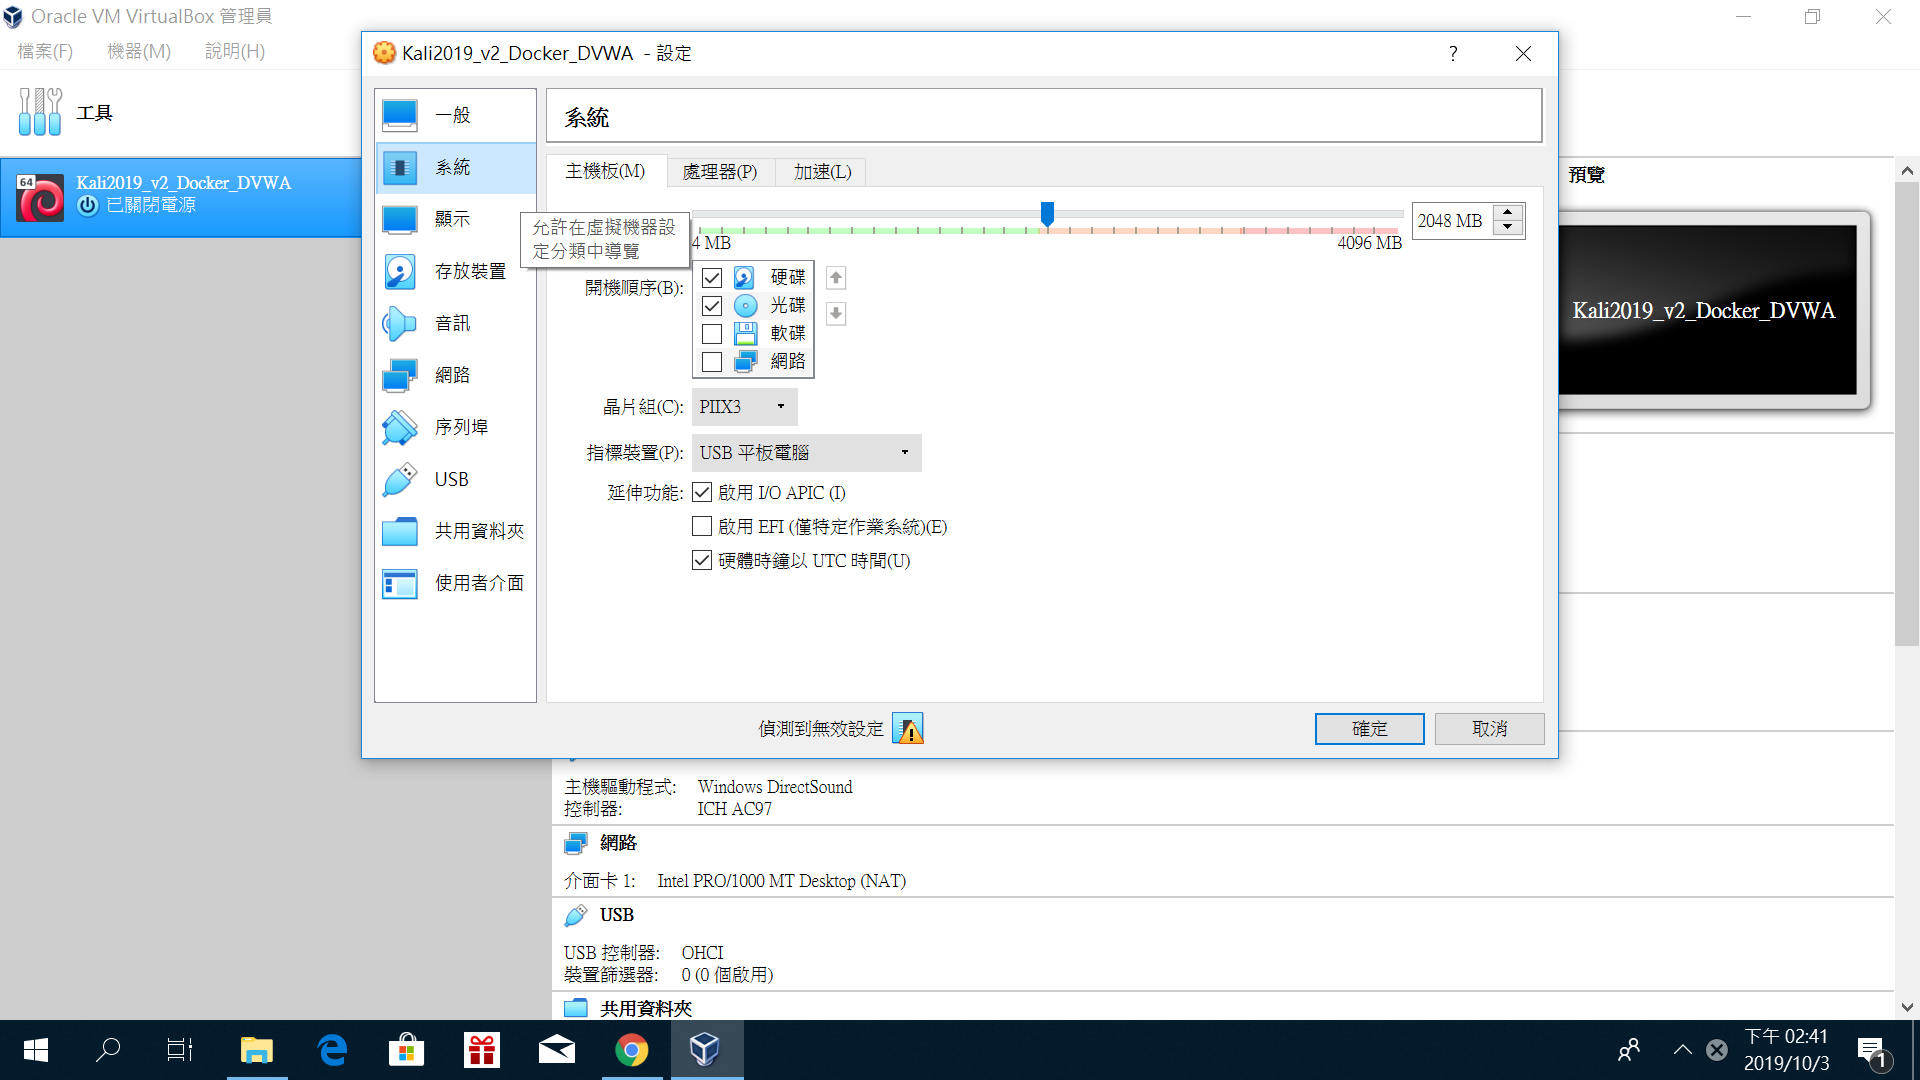 Oracle VM VirtualBox 管理員
檔案(F) 機器(M) 說明(H)
工具
64
Kali2019_v2_Docker_DVWA
已關閉電源
Kali2019_v2_Docker_DVWA - 設定
?
一般
系統
顯示
存放裝置
音訊
網路
序列埠
USB
共用資料夾
使用者介面
允許在虛擬機器設
定分類中導覽
系統
主機板(M) 處理器(P) 加速(L)
2048 MB
4 MB 4096 MB
開機順序(B):
硬碟
光碟
軟碟
網路
晶片組(C): PIIX3
指標裝置(P): USB 平板電腦
延伸功能: 啟用 I/O APIC (I)
啟用 EFI (僅特定作業系統)(E)
硬體時鐘以 UTC 時間(U)
偵測到無效設定
確定 取消
預覽
Kali2019_v2_Docker_DVWA
主機驅動程式: Windows DirectSound
控制器: ICH AC97
網路
介面卡 1: Intel PRO/1000 MT Desktop (NAT)
USB
USB 控制器: OHCI
裝置篩選器: 0 (0 個啟用)
共用資料夾
下午 02:41
2019/10/3
1